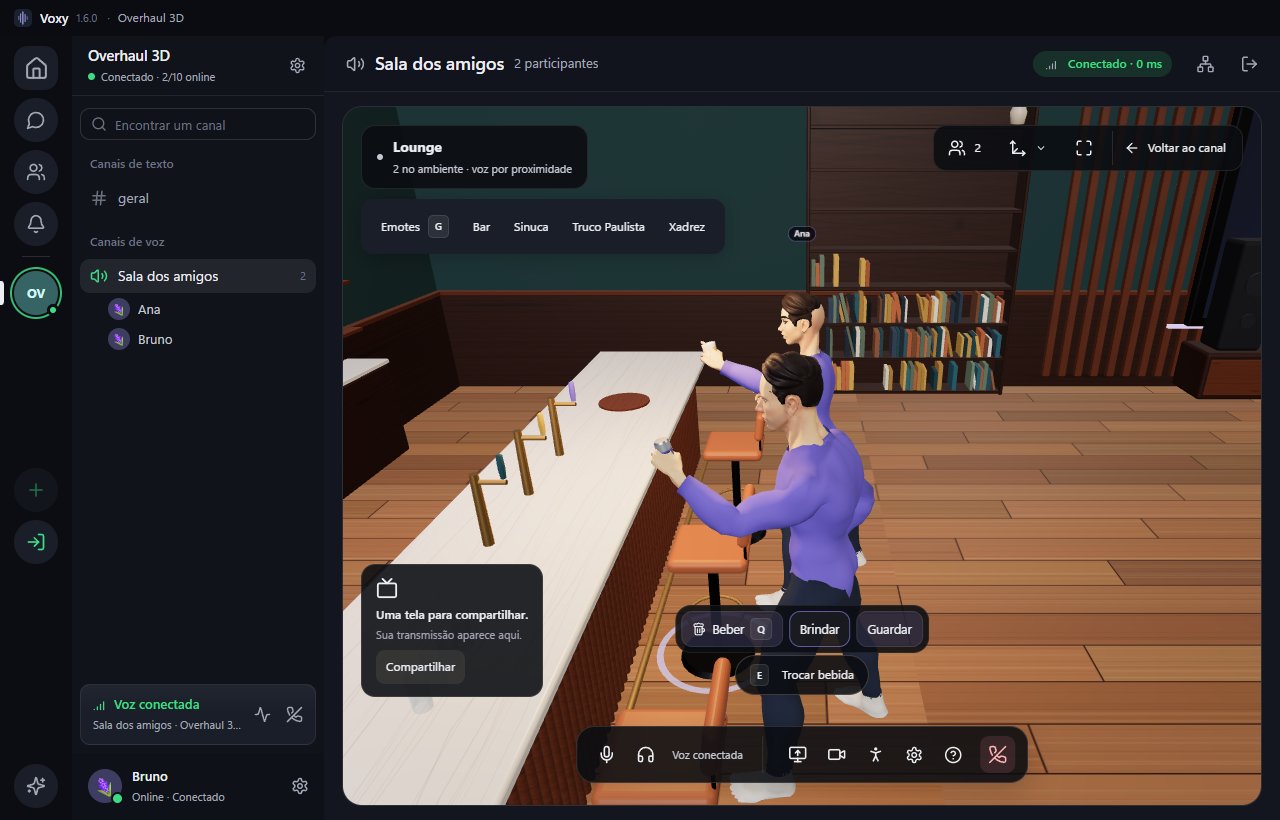 Voxy 1.6.0 · Overhaul 3D
Overhaul 3D
Conectado · 2/10 online
Encontrar um canal
Canais de texto
# geral
Canais de voz
Sala dos amigos 2
Ana
Bruno
OV
Voz conectada
Sala dos amigos · Overhaul 3...
Bruno
Online · Conectado
Sala dos amigos 2 participantes
Conectado · 0 ms
Lounge
2 no ambiente · voz por proximidade
2
Voltar ao canal
Emotes G Bar Sinuca Truco Paulista Xadrez
Ana
Uma tela para compartilhar.
Sua transmissão aparece aqui.
Compartilhar
Beber Q Brindar Guardar
E Trocar bebida
Voz conectada